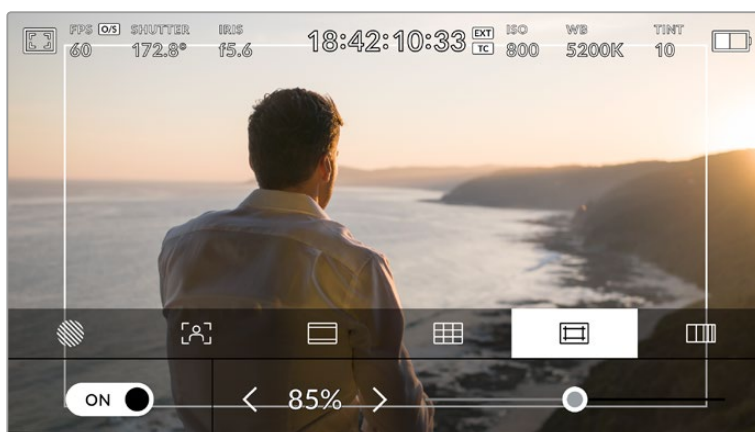 FPS O/S SHUTTER IRIS 18:42:10:33 EXT TC ISO WB TINT
60 172.8° f5.6 800 5200K 10
ON 85%